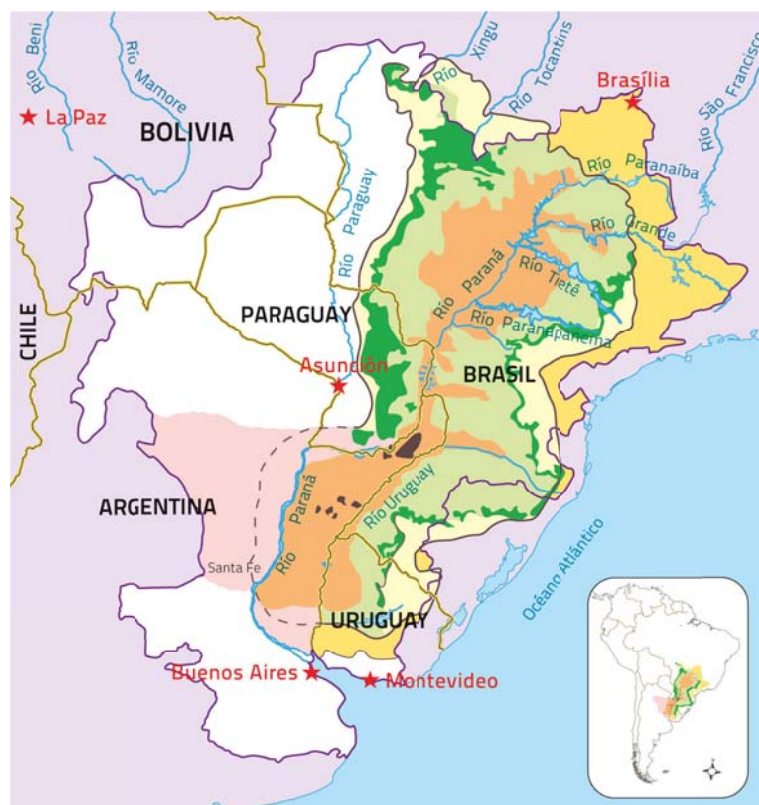 Río Beni
Río Mamore
Río Xingu
Río Tocantins
Río São Francisco
La Paz
BOLIVIA
Brasília
Río Paranaíba
Río Grande
Río Paraguay
Río Paraná
Río Tietê
Río Paranapanema
PARAGUAY
CHILE
Asunción
BRASIL
ARGENTINA
Río Paraná
Río Uruguay
Santa Fe
Océano Atlántico
URUGUAY
Buenos Aires
Montevideo